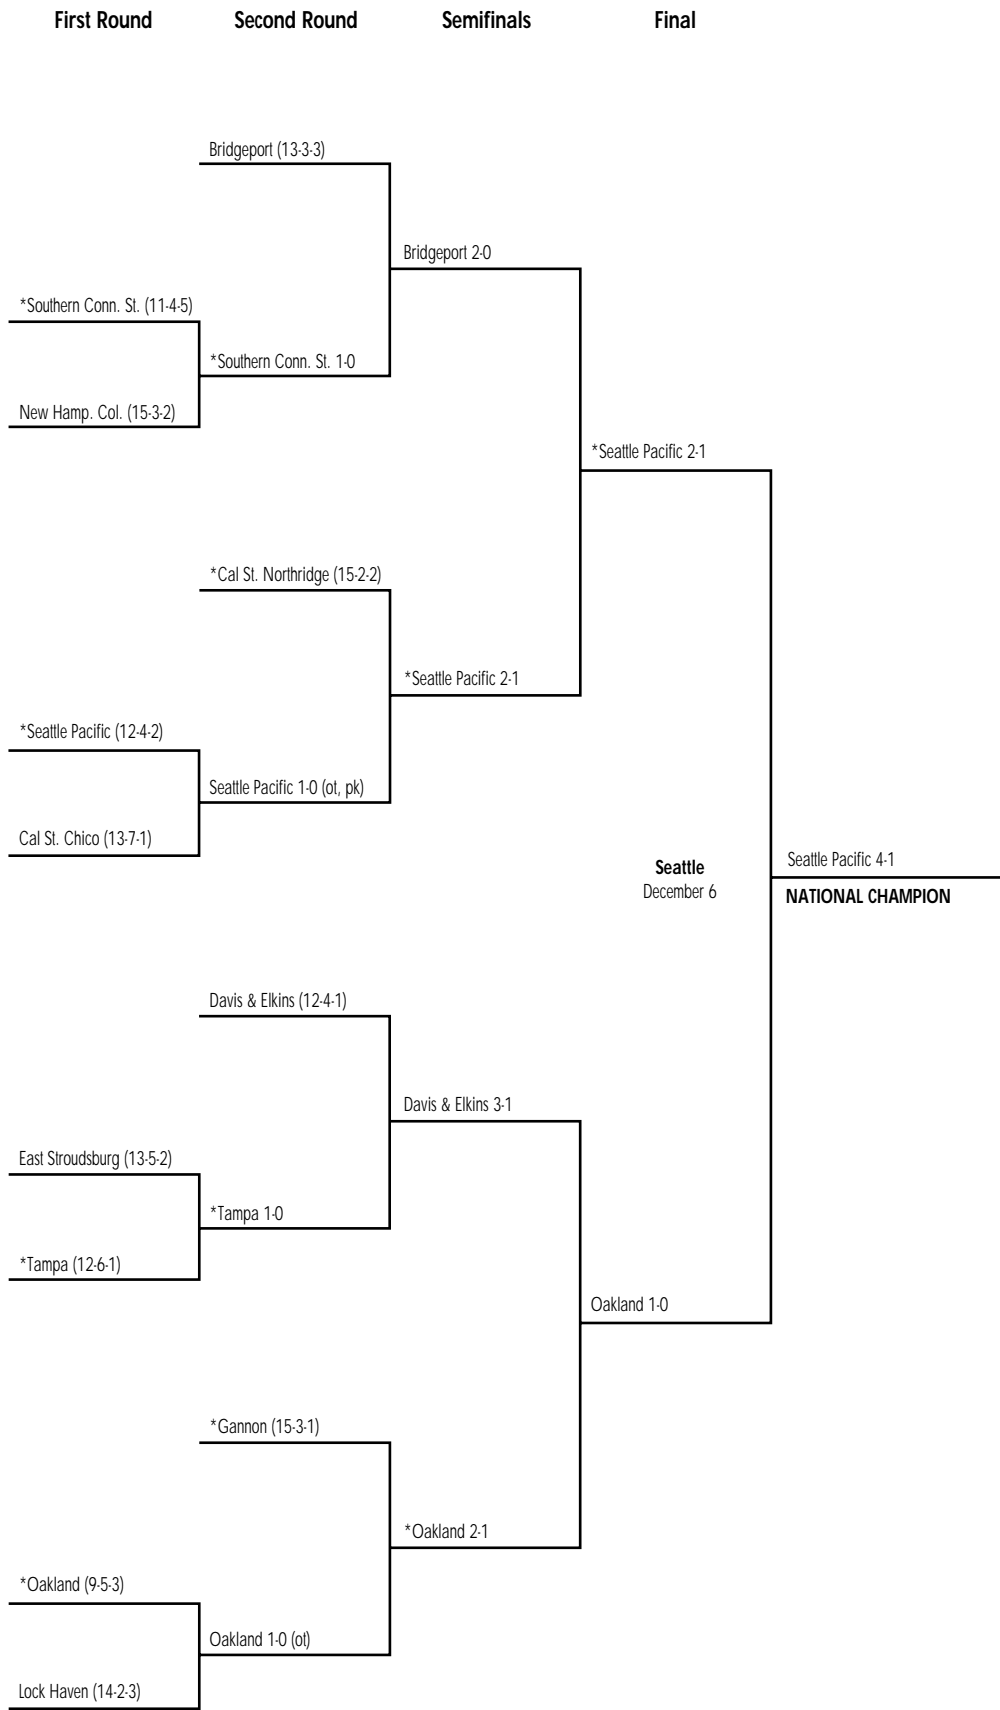 First Round Second Round Semifinals Final
Bridgeport (13-3-3)
Bridgeport 2-0
*Southern Conn. St. (11-4-5)
*Southern Conn. St. 1-0
New Hamp. Col. (15-3-2)
*Seattle Pacific 2-1
*Cal St. Northridge (15-2-2)
*Seattle Pacific 2-1
*Seattle Pacific (12-4-2)
Seattle Pacific 1-0 (ot, pk)
Cal St. Chico (13-7-1)
Seattle
December 6
Seattle Pacific 4-1
NATIONAL CHAMPION
Davis & Elkins (12-4-1)
Davis & Elkins 3-1
East Stroudsburg (13-5-2)
*Tampa 1-0
*Tampa (12-6-1)
Oakland 1-0
*Gannon (15-3-1)
*Oakland 2-1
*Oakland (9-5-3)
Oakland 1-0 (ot)
Lock Haven (14-2-3)